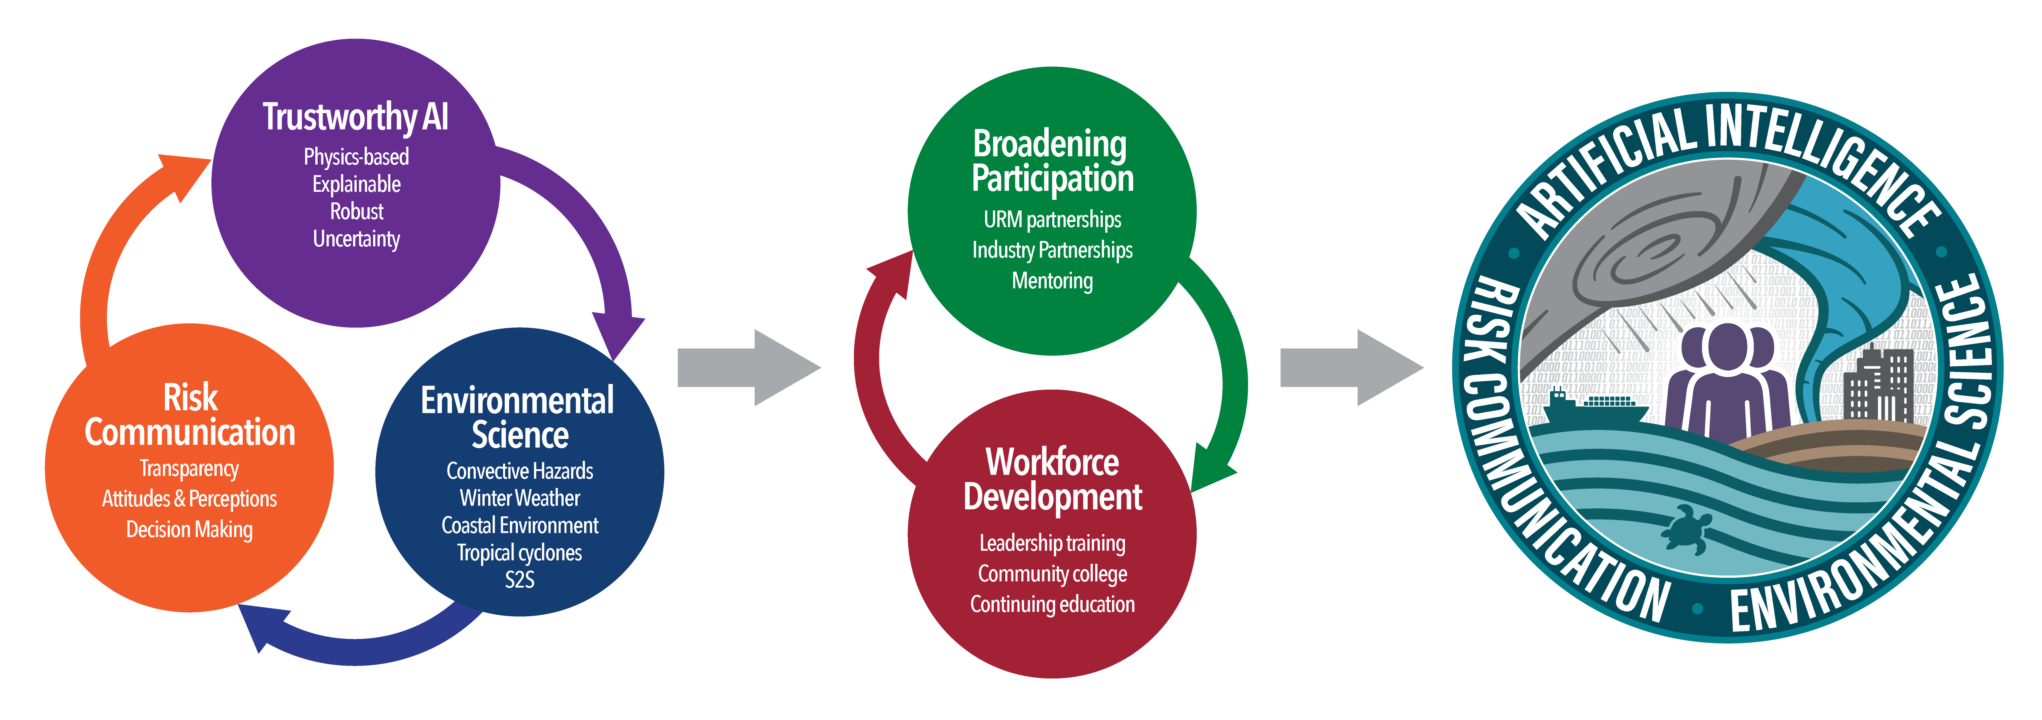 Trustworthy AI
Physics-based
Explainable
Robust
Uncertainty
Risk
Communication
Transparency
Attitudes & Perceptions
Decision Making
Environmental
Science
Convective Hazards
Winter Weather
Coastal Environment
Tropical cyclones
S2S
Broadening
Participation
URM partnerships
Industry Partnerships
Mentoring
Workforce
Development
Leadership training
Community college
Continuing education
ARTIFICIAL INTELLIGENCE
RISK COMMUNICATION
ENVIRONMENTAL SCIENCE